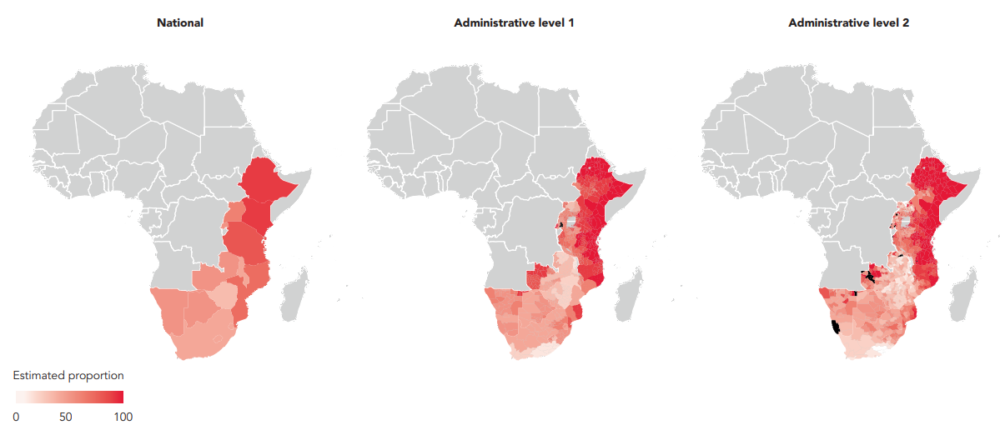 National
Administrative level 1
Administrative level 2
Estimated proportion
0 50 100